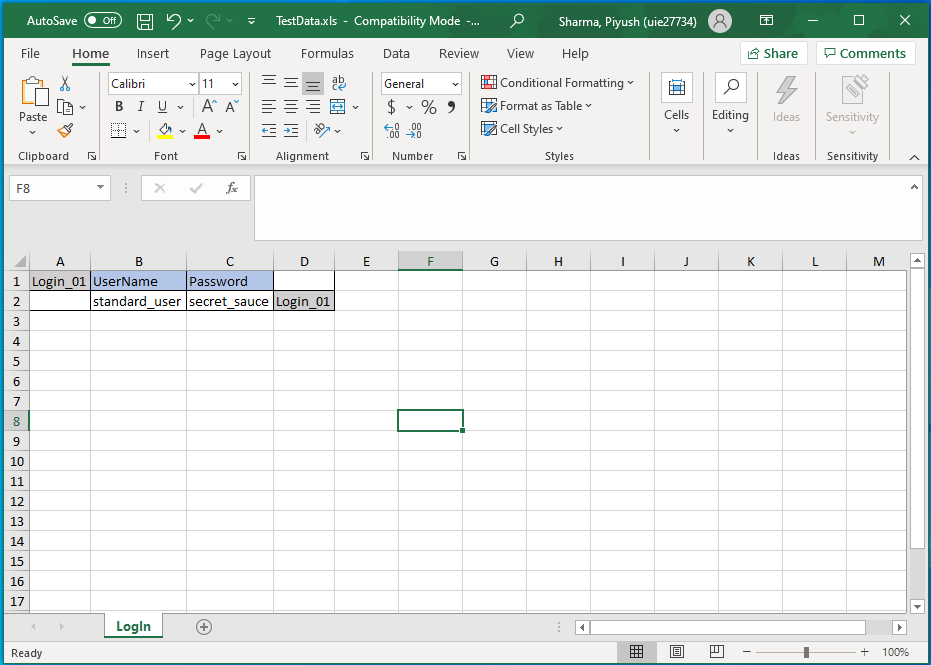 AutoSave Off TestData.xls - Compatibility Mode -... Sharma, Piyush (uie27734)
File Home Insert Page Layout Formulas Data Review View Help Share Comments
Calibri 11 ab General Conditional Formatting
Paste B I U A A $ % Format as Table Cells Editing Ideas Sensitivity
A .00 .00 Cell Styles
Clipboard Font Alignment Number Styles Ideas Sensitivity
F8 fx
A B C D E F G H I J K L M
1 Login_01 UserName Password
2 standard_user secret_sauce Login_01
3
4
5
6
7
8
9
10
11
12
13
14
15
16
17
LogIn
Ready 100%